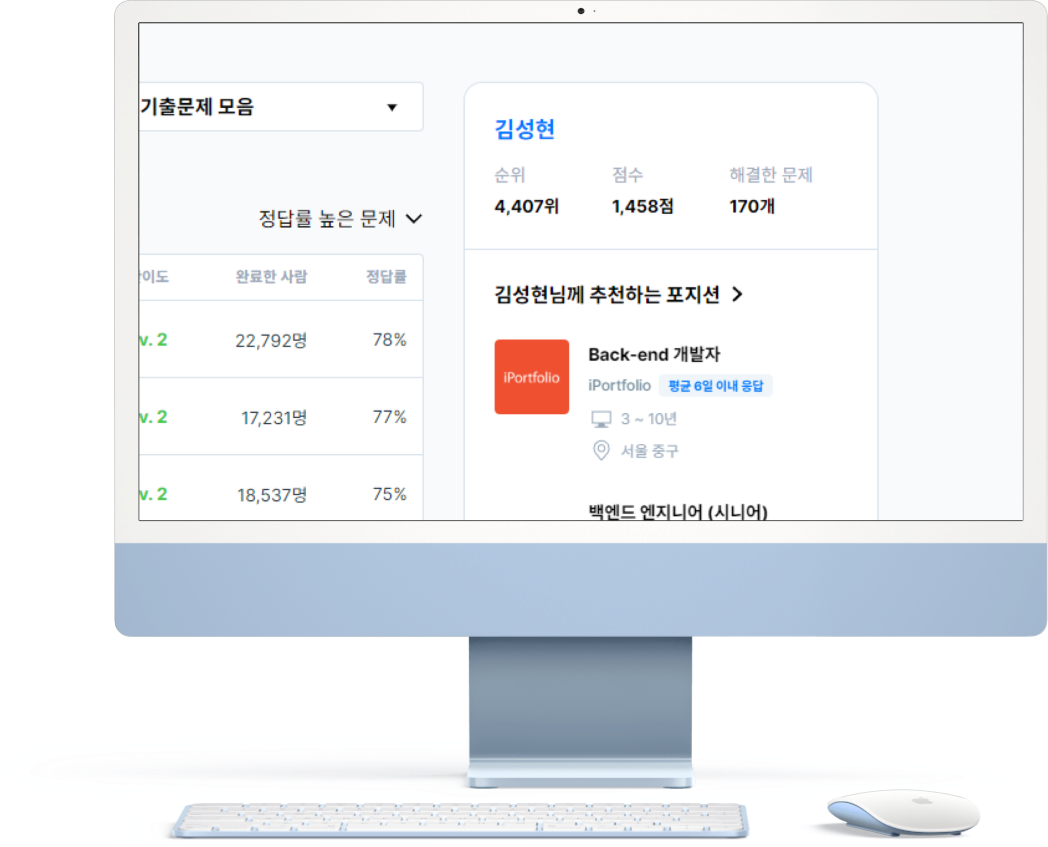 기출문제 모음
정답률 높은 문제
이도 완료한 사람 정답률
v. 2 22,792명 78%
v. 2 17,231명 77%
v. 2 18,537명 75%
김성현
순위 점수 해결한 문제
4,407위 1,458점 170개
김성현님께 추천하는 포지션
iPortfolio
Back-end 개발자
iPortfolio 평균 6일 이내 응답
3 ~ 10년
서울 중구
백엔드 엔지니어 (시니어)